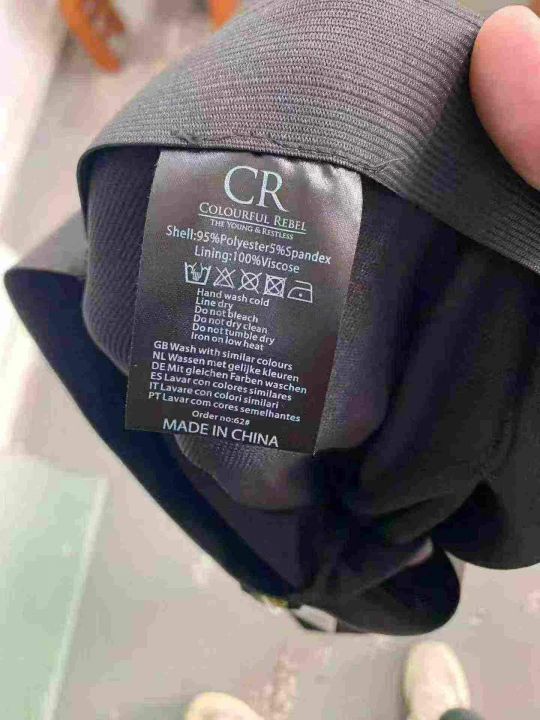 CR
COLOURFUL REBEL
THE YOUNG & RESTLESS
Shell:95%Polyester5%Spandex
Lining:100%Viscose
Hand wash cold
Line dry
Do not bleach
Do not dry clean
Do not tumble dry
Iron on low heat
GB Wash with similar colours
NL Wassen met gelijke kleuren
DE Mit gleichen Farben waschen
ES Lavar con colores similares
IT Lavare con colori similari
PT Lavar com cores semelhantes
Order no:62#
MADE IN CHINA